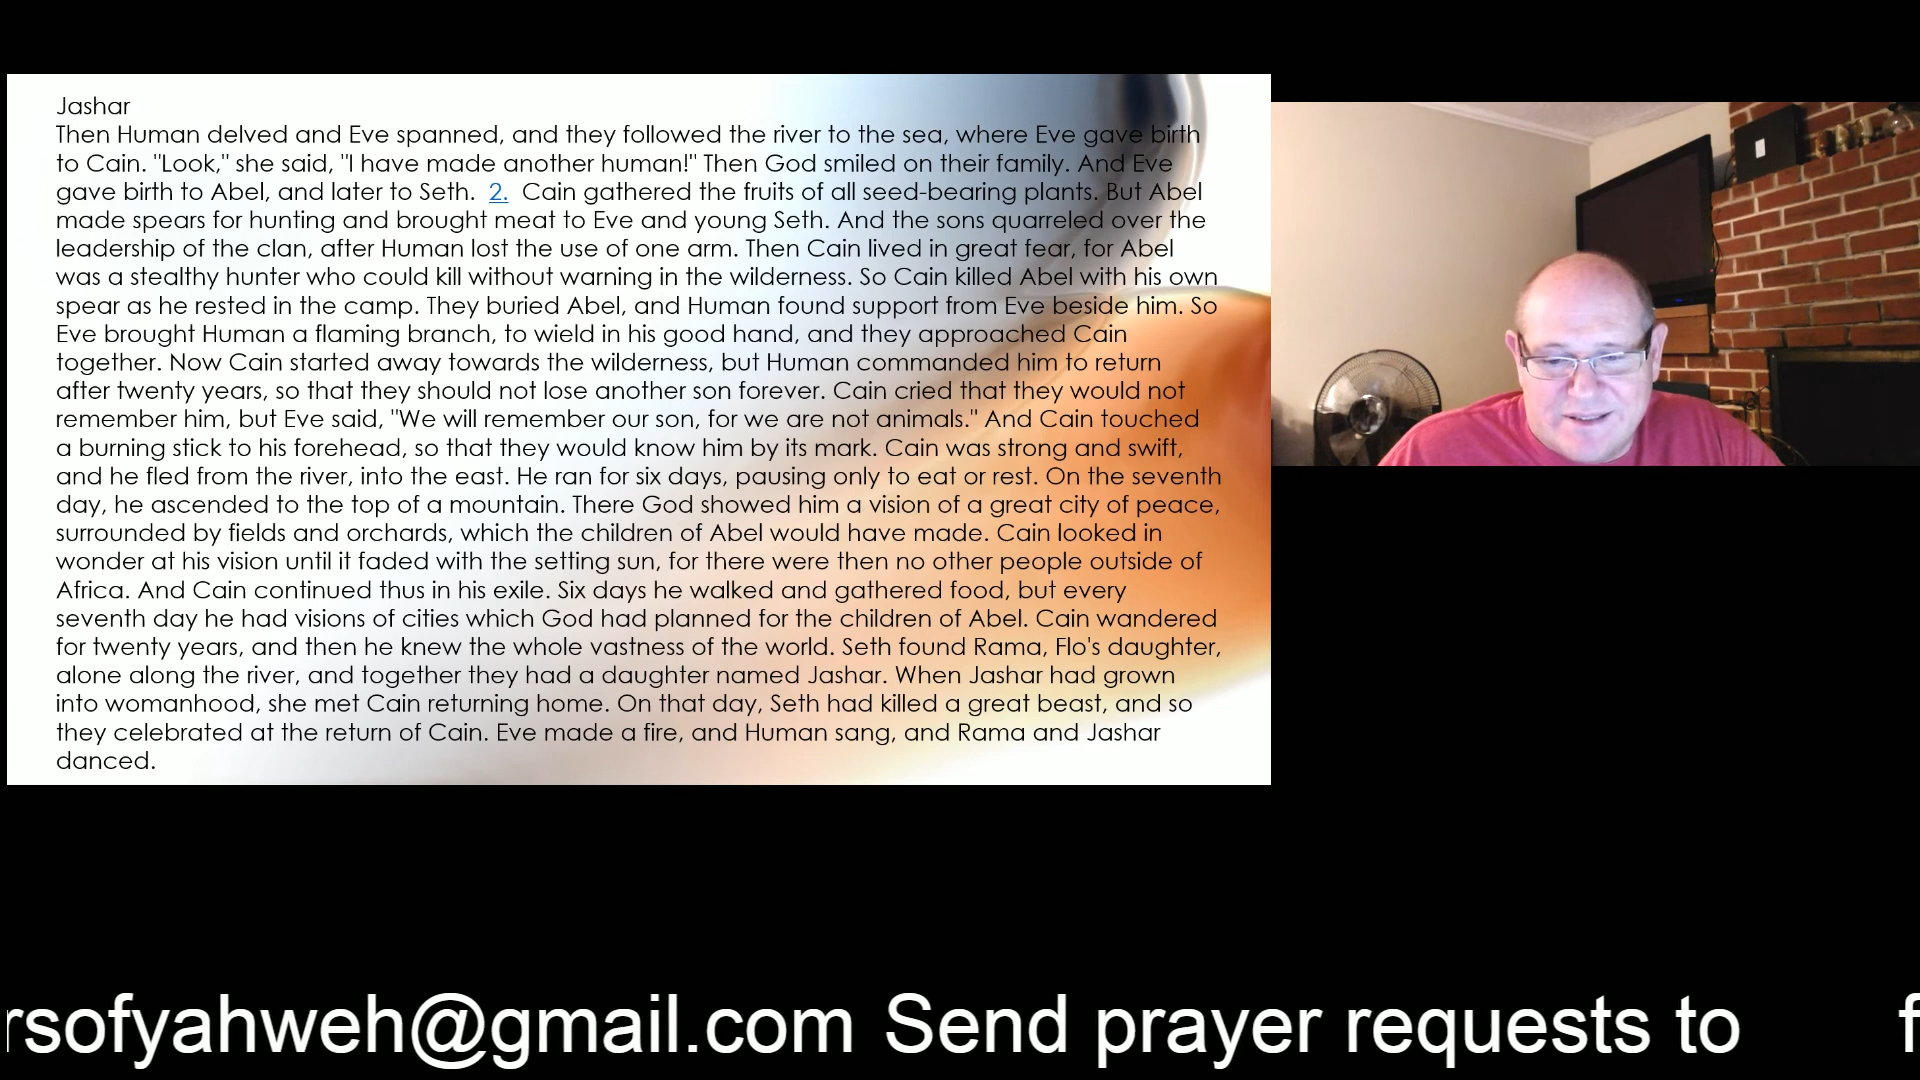 Jashar
Then Human delved and Eve spanned, and they followed the river to the sea, where Eve gave birth
to Cain. "Look," she said, "I have made another human!" Then God smiled on their family. And Eve
gave birth to Abel, and later to Seth. 2. Cain gathered the fruits of all seed-bearing plants. But Abel
made spears for hunting and brought meat to Eve and young Seth. And the sons quarreled over the
leadership of the clan, after Human lost the use of one arm. Then Cain lived in great fear, for Abel
was a stealthy hunter who could kill without warning in the wilderness. So Cain killed Abel with his own
spear as he rested in the camp. They buried Abel, and Human found support from Eve beside him. So
Eve brought Human a flaming branch, to wield in his good hand, and they approached Cain
together. Now Cain started away towards the wilderness, but Human commanded him to return
after twenty years, so that they should not lose another son forever. Cain cried that they would not
remember him, but Eve said, "We will remember our son, for we are not animals." And Cain touched
a burning stick to his forehead, so that they would know him by its mark. Cain was strong and swift,
and he fled from the river, into the east. He ran for six days, pausing only to eat or rest. On the seventh
day, he ascended to the top of a mountain. There God showed him a vision of a great city of peace,
surrounded by fields and orchards, which the children of Abel would have made. Cain looked in
wonder at his vision until it faded with the setting sun, for there were then no other people outside of
Africa. And Cain continued thus in his exile. Six days he walked and gathered food, but every
seventh day he had visions of cities which God had planned for the children of Abel. Cain wandered
for twenty years, and then he knew the whole vastness of the world. Seth found Rama, Flo's daughter,
alone along the river, and together they had a daughter named Jashar. When Jashar had grown
into womanhood, she met Cain returning home. On that day, Seth had killed a great beast, and so
they celebrated at the return of Cain. Eve made a fire, and Human sang, and Rama and Jashar
danced.
rsofyahweh@gmail.com Send prayer requests to f